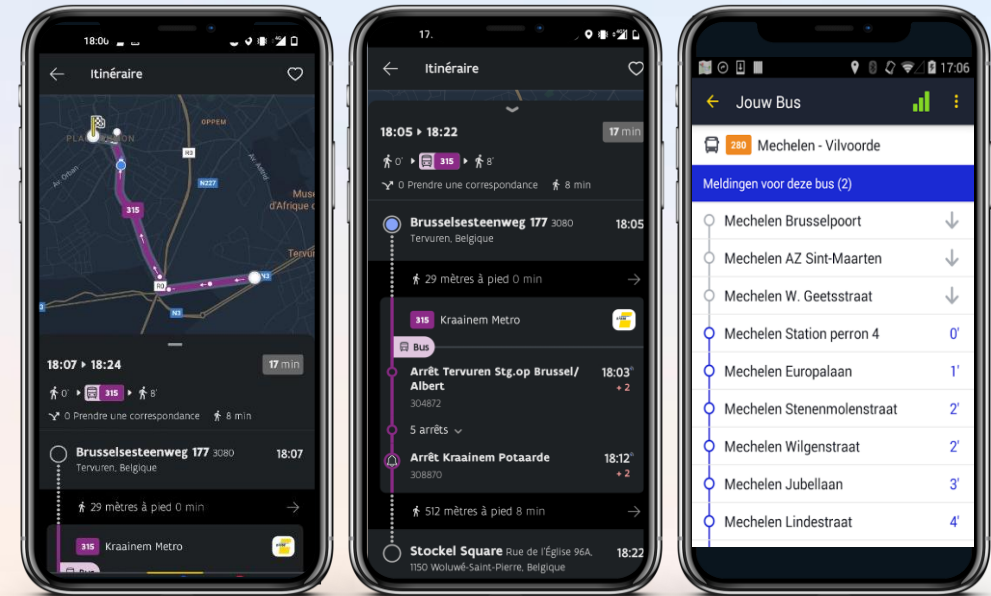 18:06
Itinéraire
OPPEM
H3
Av. Orban
N227
Av. Astrid
315
d'Afrique
R0
N3
N3
18:07 ▸ 18:24
17 min
0' ▸ 315 ▸ 8'
0 Prendre une correspondance 8 min
Brusselsesteenweg 177 3080
18:07
Tervuren, Belgique
29 mètres à pied 0 min
315 Kraainem Metro
Bus
17.
Itinéraire
18:05 ▸ 18:22
17 min
0' ▸ 315 ▸ 8'
0 Prendre une correspondance 8 min
Brusselsesteenweg 177 3080
18:05
Tervuren, Belgique
29 mètres à pied 0 min
315 Kraainem Metro
Bus
Arrêt Tervuren Stg.op Brussel/
18:03*
Albert
+ 2
304872
5 arrêts
Arrêt Kraainem Potaarde
18:12*
308870
+ 2
512 mètres à pied 8 min
Stockel Square Rue de l'Église 96A,
18:22
1150 Woluwé-Saint-Pierre, Belgique
17:06
Jouw Bus
280 Mechelen - Vilvoorde
Meldingen voor deze bus (2)
Mechelen Brusselpoort
Mechelen AZ Sint-Maarten
Mechelen W. Geetsstraat
Mechelen Station perron 4 0'
Mechelen Europalaan 1'
Mechelen Stenenmolenstraat 2'
Mechelen Wilgenstraat 2'
Mechelen Jubellaan 3'
Mechelen Lindestraat 4'